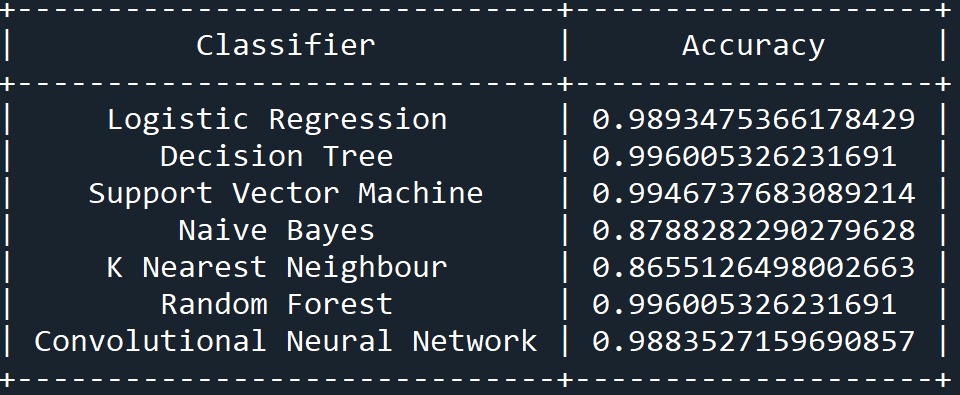 +------------------------------+----------------------+
|          Classifier          |       Accuracy       |
+------------------------------+----------------------+
|     Logistic Regression      | 0.9893475366178429 |
|        Decision Tree         | 0.996005326231691  |
|    Support Vector Machine    | 0.9946737683089214 |
|         Naive Bayes          | 0.8788282290279628 |
|     K Nearest Neighbour      | 0.8655126498002663 |
|        Random Forest         | 0.996005326231691  |
| Convolutional Neural Network | 0.9883527159690857 |
+------------------------------+----------------------+